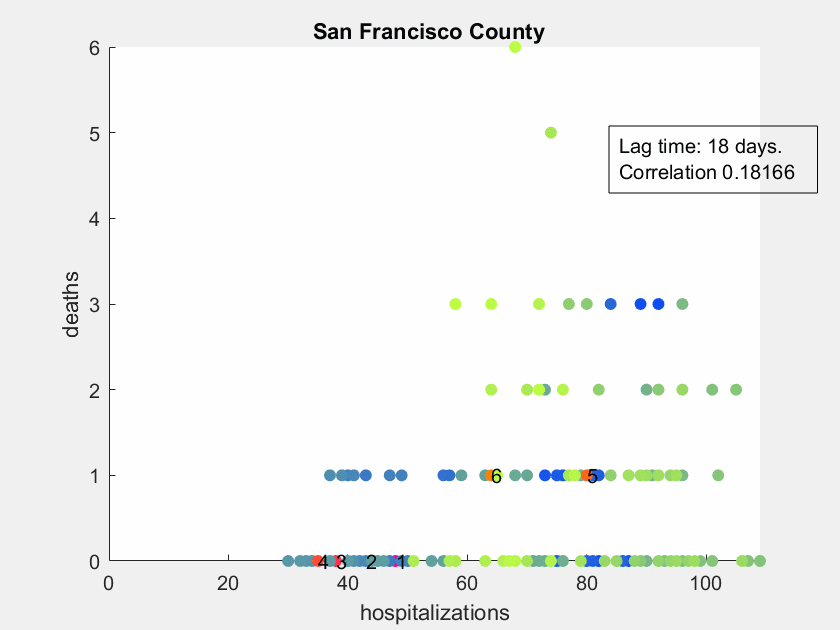 San Francisco County
6
5
4
3
2
1
0
deaths
Lag time: 18 days.
Correlation 0.18166
6
5
4 3 2 1
0 20 40 60 80 100
hospitalizations